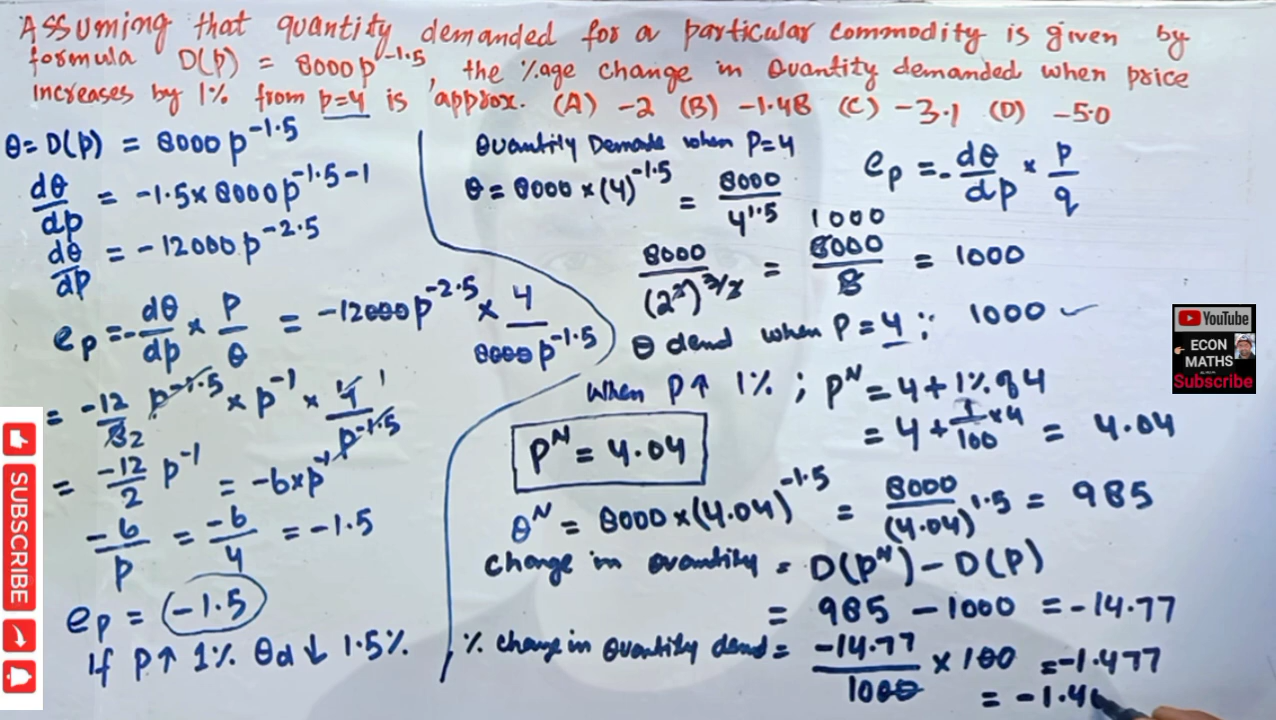 Assuming that quantity demanded for a particular commodity is given by
formula D(p) = 8000p^-1.5, the %age change in Quantity demanded when price
increases by 1% from p=4 is approx. (A) -2 (B) -1.48 (C) -3.1 (D) -5.0
θ = D(p) = 8000 p^-1.5
dθ/dp = -1.5 × 8000p^-1.5-1
dθ/dp = -12000 p^-2.5
ep = - dθ/dp × P/θ = -12000 p^-2.5 × 4/8000 p^-1.5
= -12/82 p^-1.5 × p^-1 × 4 1/p^-1.5
= -12/2 p^-1 = -6×p^-1
-6/p = -6/4 = -1.5
ep = -1.5
If P↑ 1% θd ↓ 1.5%
Quantity Demade when P=4
θ = 8000 × (4)^-1.5 = 8000/4^1.5
8000/(2^2)^3/2 = 1000 8000/8 = 1000
θ demd when P = 4 : 1000 ✓
ep = - dθ/dp × p/q
When P↑ 1% ; P^N = 4 + 1% of 4
= 4 + 1/100 × 4 = 4.04
P^N = 4.04
θ^N = 8000 × (4.04)^-1.5 = 8000/(4.04)^1.5 = 985
change in quantity = D(P^N) - D(P)
= 985 - 1000 = -14.77
% change in Quantity demd = -14.77/1000 × 100 = -1.477
= -1.4
YouTube
ECON
MATHS
Subscribe
SUBSCRIBE